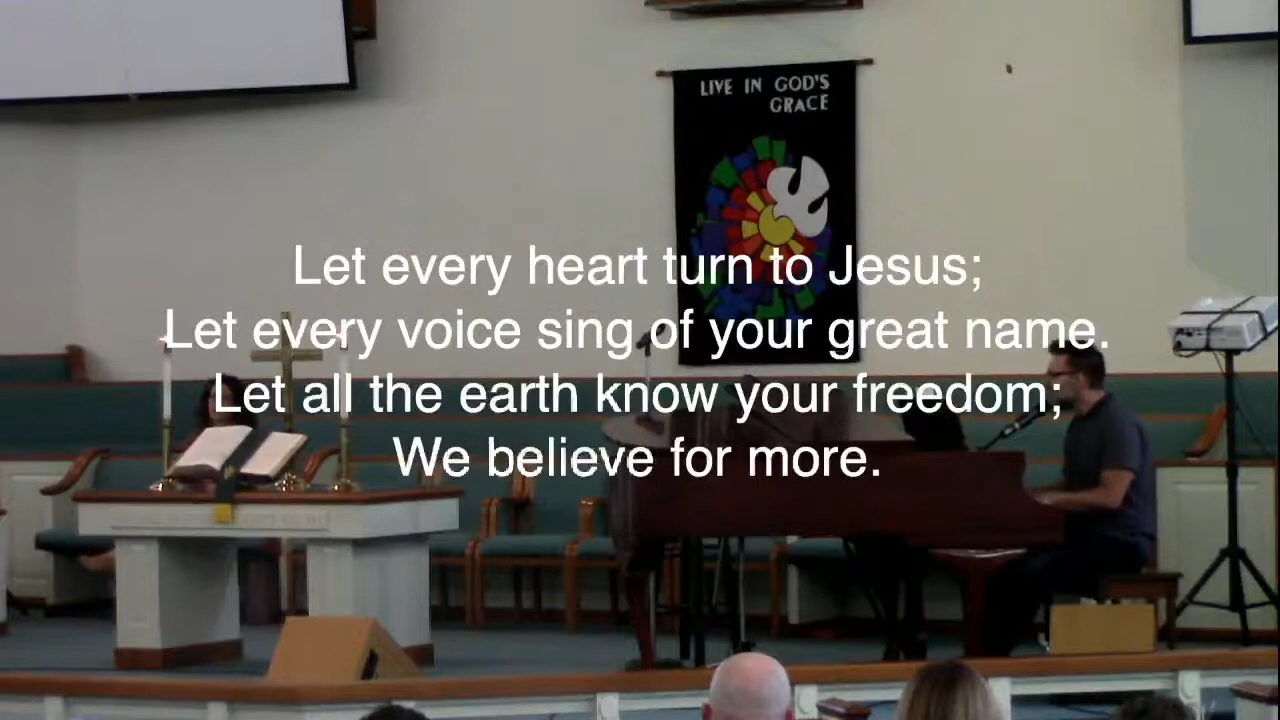 LIVE IN GOD'S
GRACE
Let every heart turn to Jesus;
Let every voice sing of your great name.
Let all the earth know your freedom;
We believe for more.